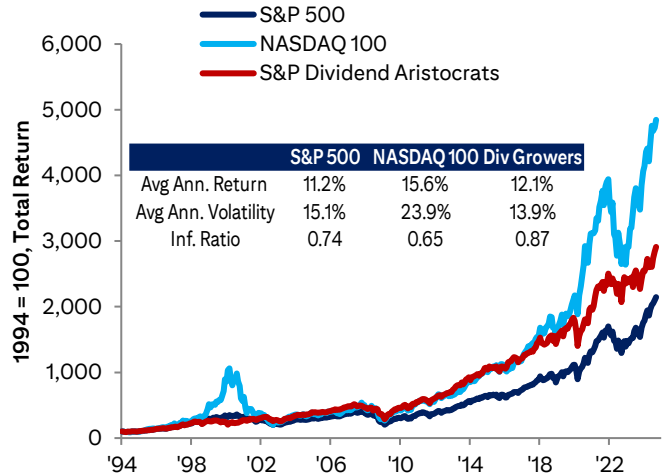 S&P 500
NASDAQ 100
S&P Dividend Aristocrats
1994 = 100, Total Return
6,000
5,000
4,000
3,000
2,000
1,000
0
S&P 500 NASDAQ 100 Div Growers
Avg Ann. Return 11.2% 15.6% 12.1%
Avg Ann. Volatility 15.1% 23.9% 13.9%
Inf. Ratio 0.74 0.65 0.87
'94 '98 '02 '06 '10 '14 '18 '22